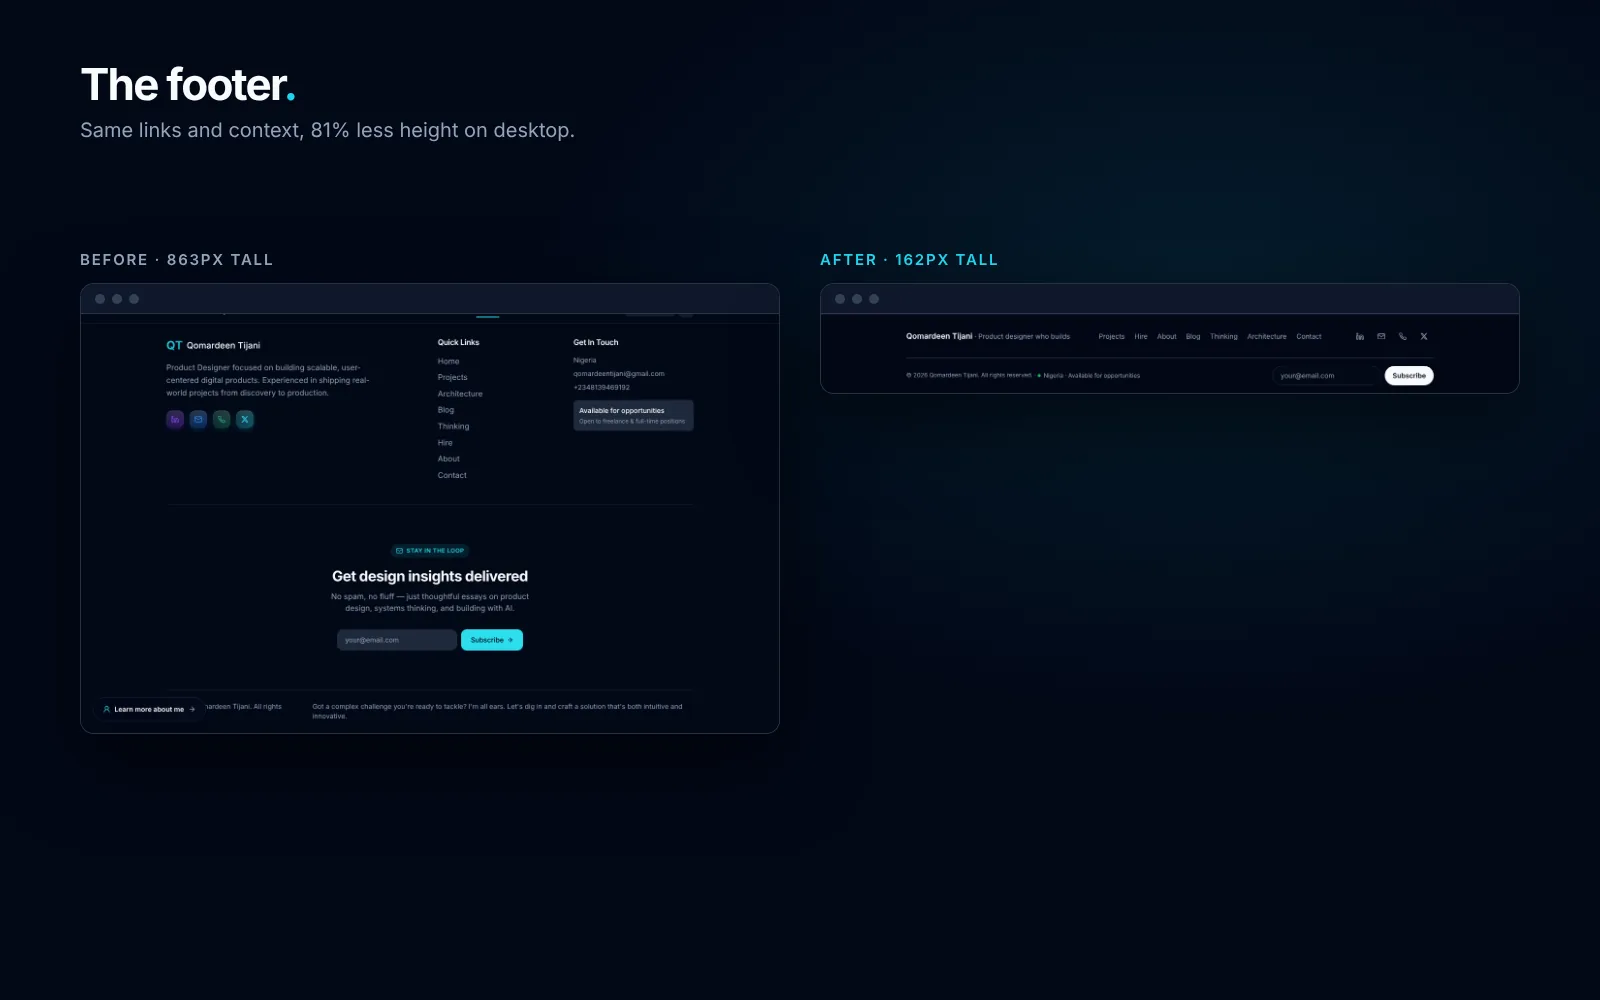 The footer.
Same links and context, 81% less height on desktop.
BEFORE · 863PX TALL
QT Qomardeen Tijani
Product Designer focused on building scalable, user-
centered digital products. Experienced in shipping real-
world projects from discovery to production.
Quick Links
Home
Projects
Architecture
Blog
Thinking
Hire
About
Contact
Get In Touch
Nigeria
qomardeentijani@gmail.com
+2348139469192
Available for opportunities
Open to freelance & full-time positions
STAY IN THE LOOP
Get design insights delivered
No spam, no fluff — just thoughtful essays on product
design, systems thinking, and building with AI.
your@email.com
Subscribe →
Learn more about me →
ardeen Tijani. All rights
Got a complex challenge you're ready to tackle? I'm all ears. Let's dig in and craft a solution that's both intuitive and
innovative.
AFTER · 162PX TALL
Qomardeen Tijani · Product designer who builds
Projects Hire About Blog Thinking Architecture Contact
© 2026 Qomardeen Tijani. All rights reserved. Nigeria · Available for opportunities
your@email.com
Subscribe